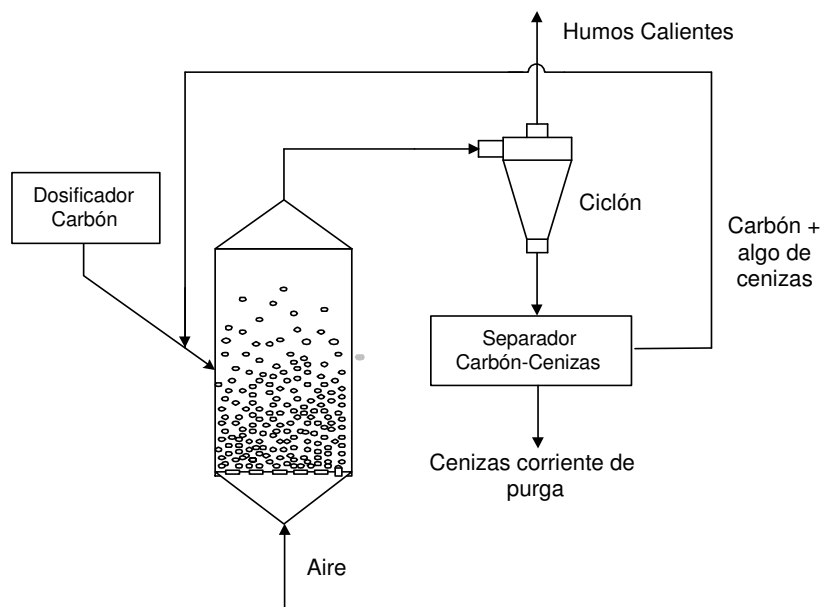 Humos Calientes
Dosificador
Carbón
Ciclón
Carbón +
algo de
cenizas
Separador
Carbón-Cenizas
Cenizas corriente de
purga
Aire